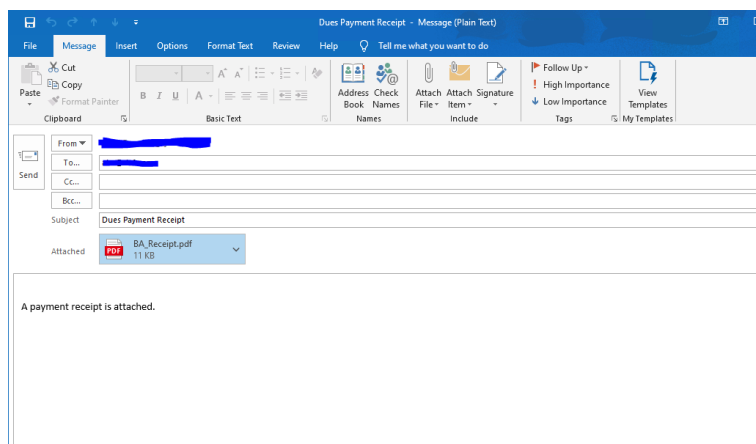 Dues Payment Receipt - Message (Plain Text)
File Message Insert Options Format Text Review Help Tell me what you want to do
Paste
Cut
Copy
Format Painter
Clipboard
B I U A
Basic Text
Address Book
Check Names
Names
Attach File
Attach Item
Signature
Include
Follow Up
High Importance
Low Importance
Tags
View Templates
My Templates
Send
From
To...
Cc...
Bcc...
Subject Dues Payment Receipt
Attached PDF BA_Receipt.pdf
11 KB
A payment receipt is attached.